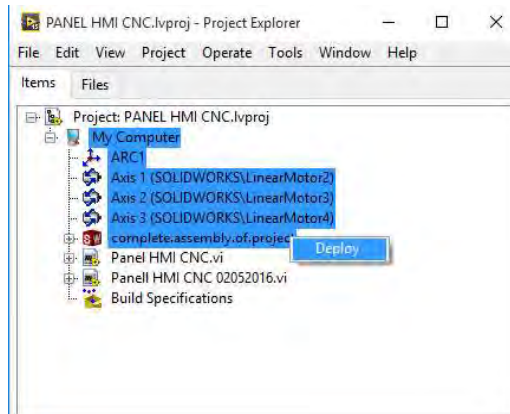 PANEL HMI CNC.lvproj - Project Explorer
File Edit View Project Operate Tools Window Help
Items Files
Project: PANEL HMI CNC.lvproj
My Computer
ARC1
Axis 1 (SOLIDWORKS\LinearMotor2)
Axis 2 (SOLIDWORKS\LinearMotor3)
Axis 3 (SOLIDWORKS\LinearMotor4)
complete.assembly.of.project
Deploy
Panel HMI CNC.vi
Panell HMI CNC 02052016.vi
Build Specifications